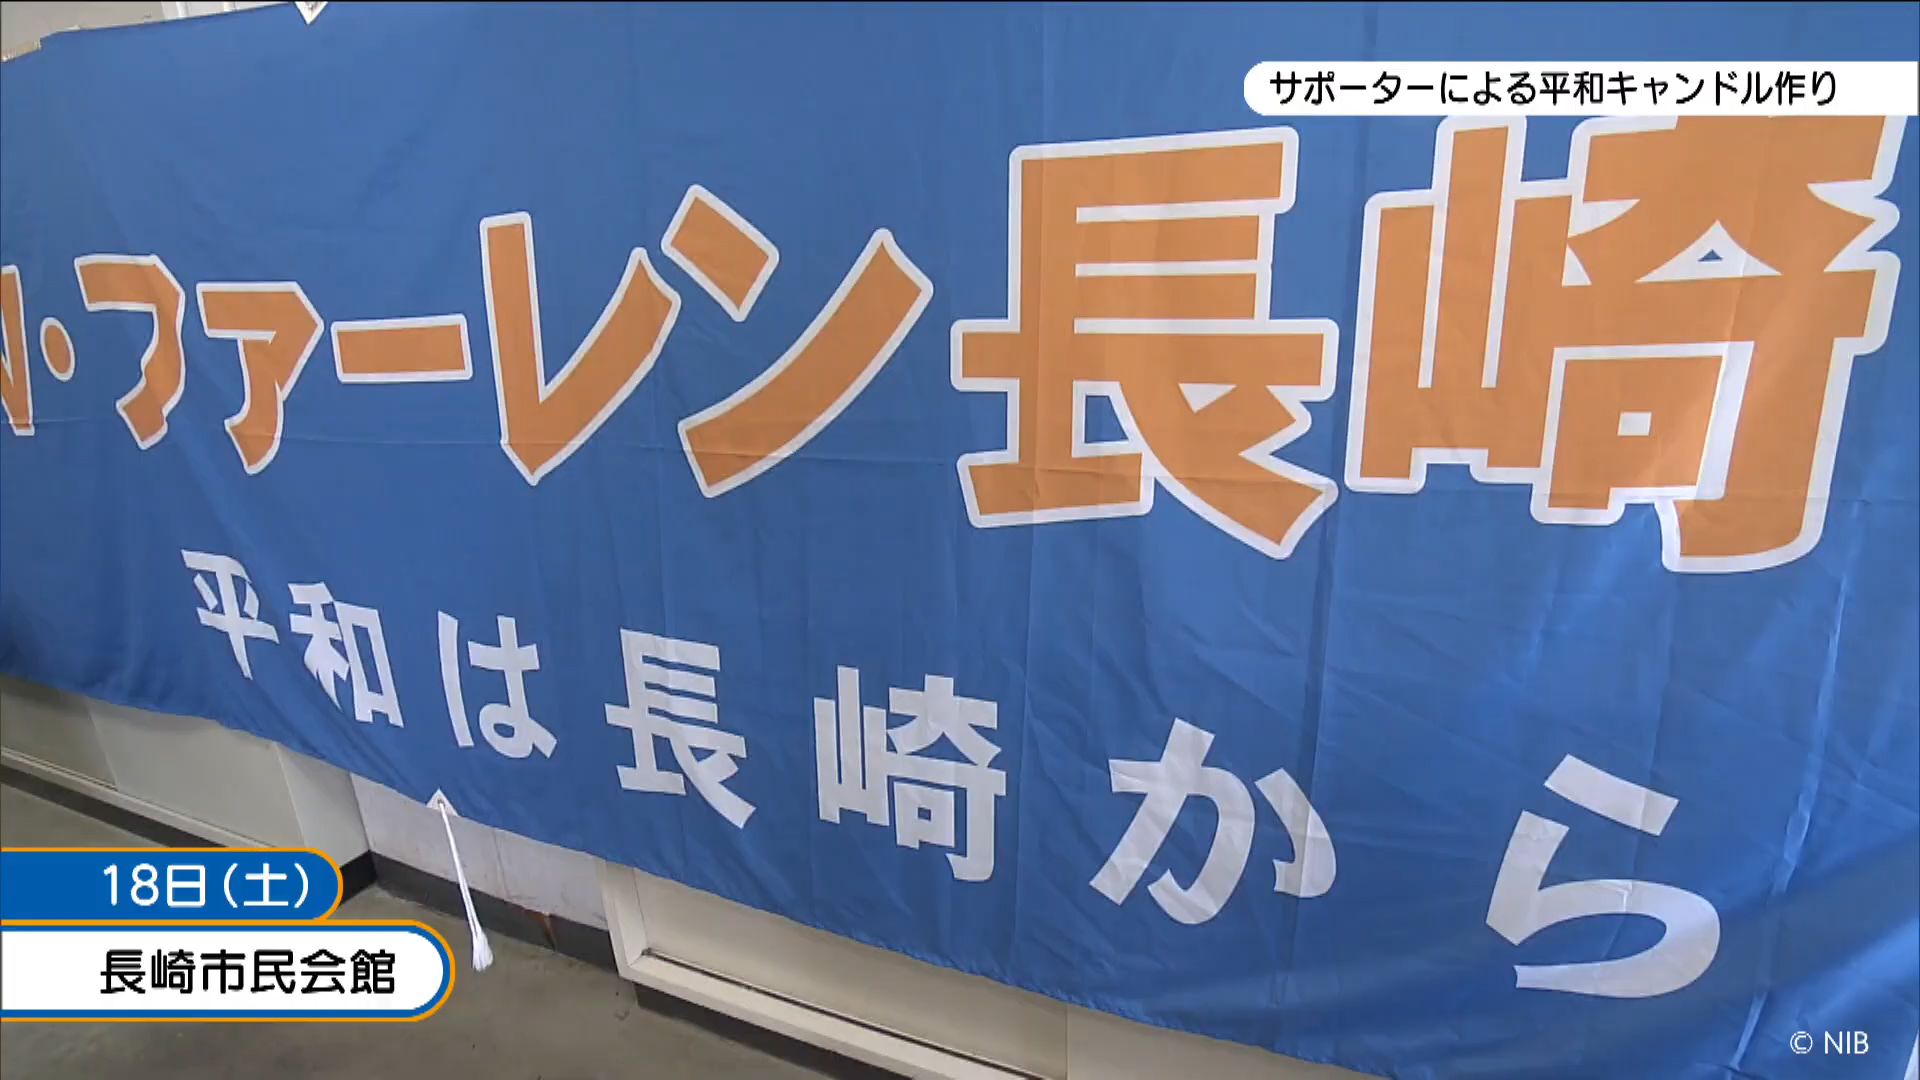 サポーターによる平和キャンドル作り
・ファーレン長崎
平和は長崎から
18日(土)
長崎市民会館
© NIB